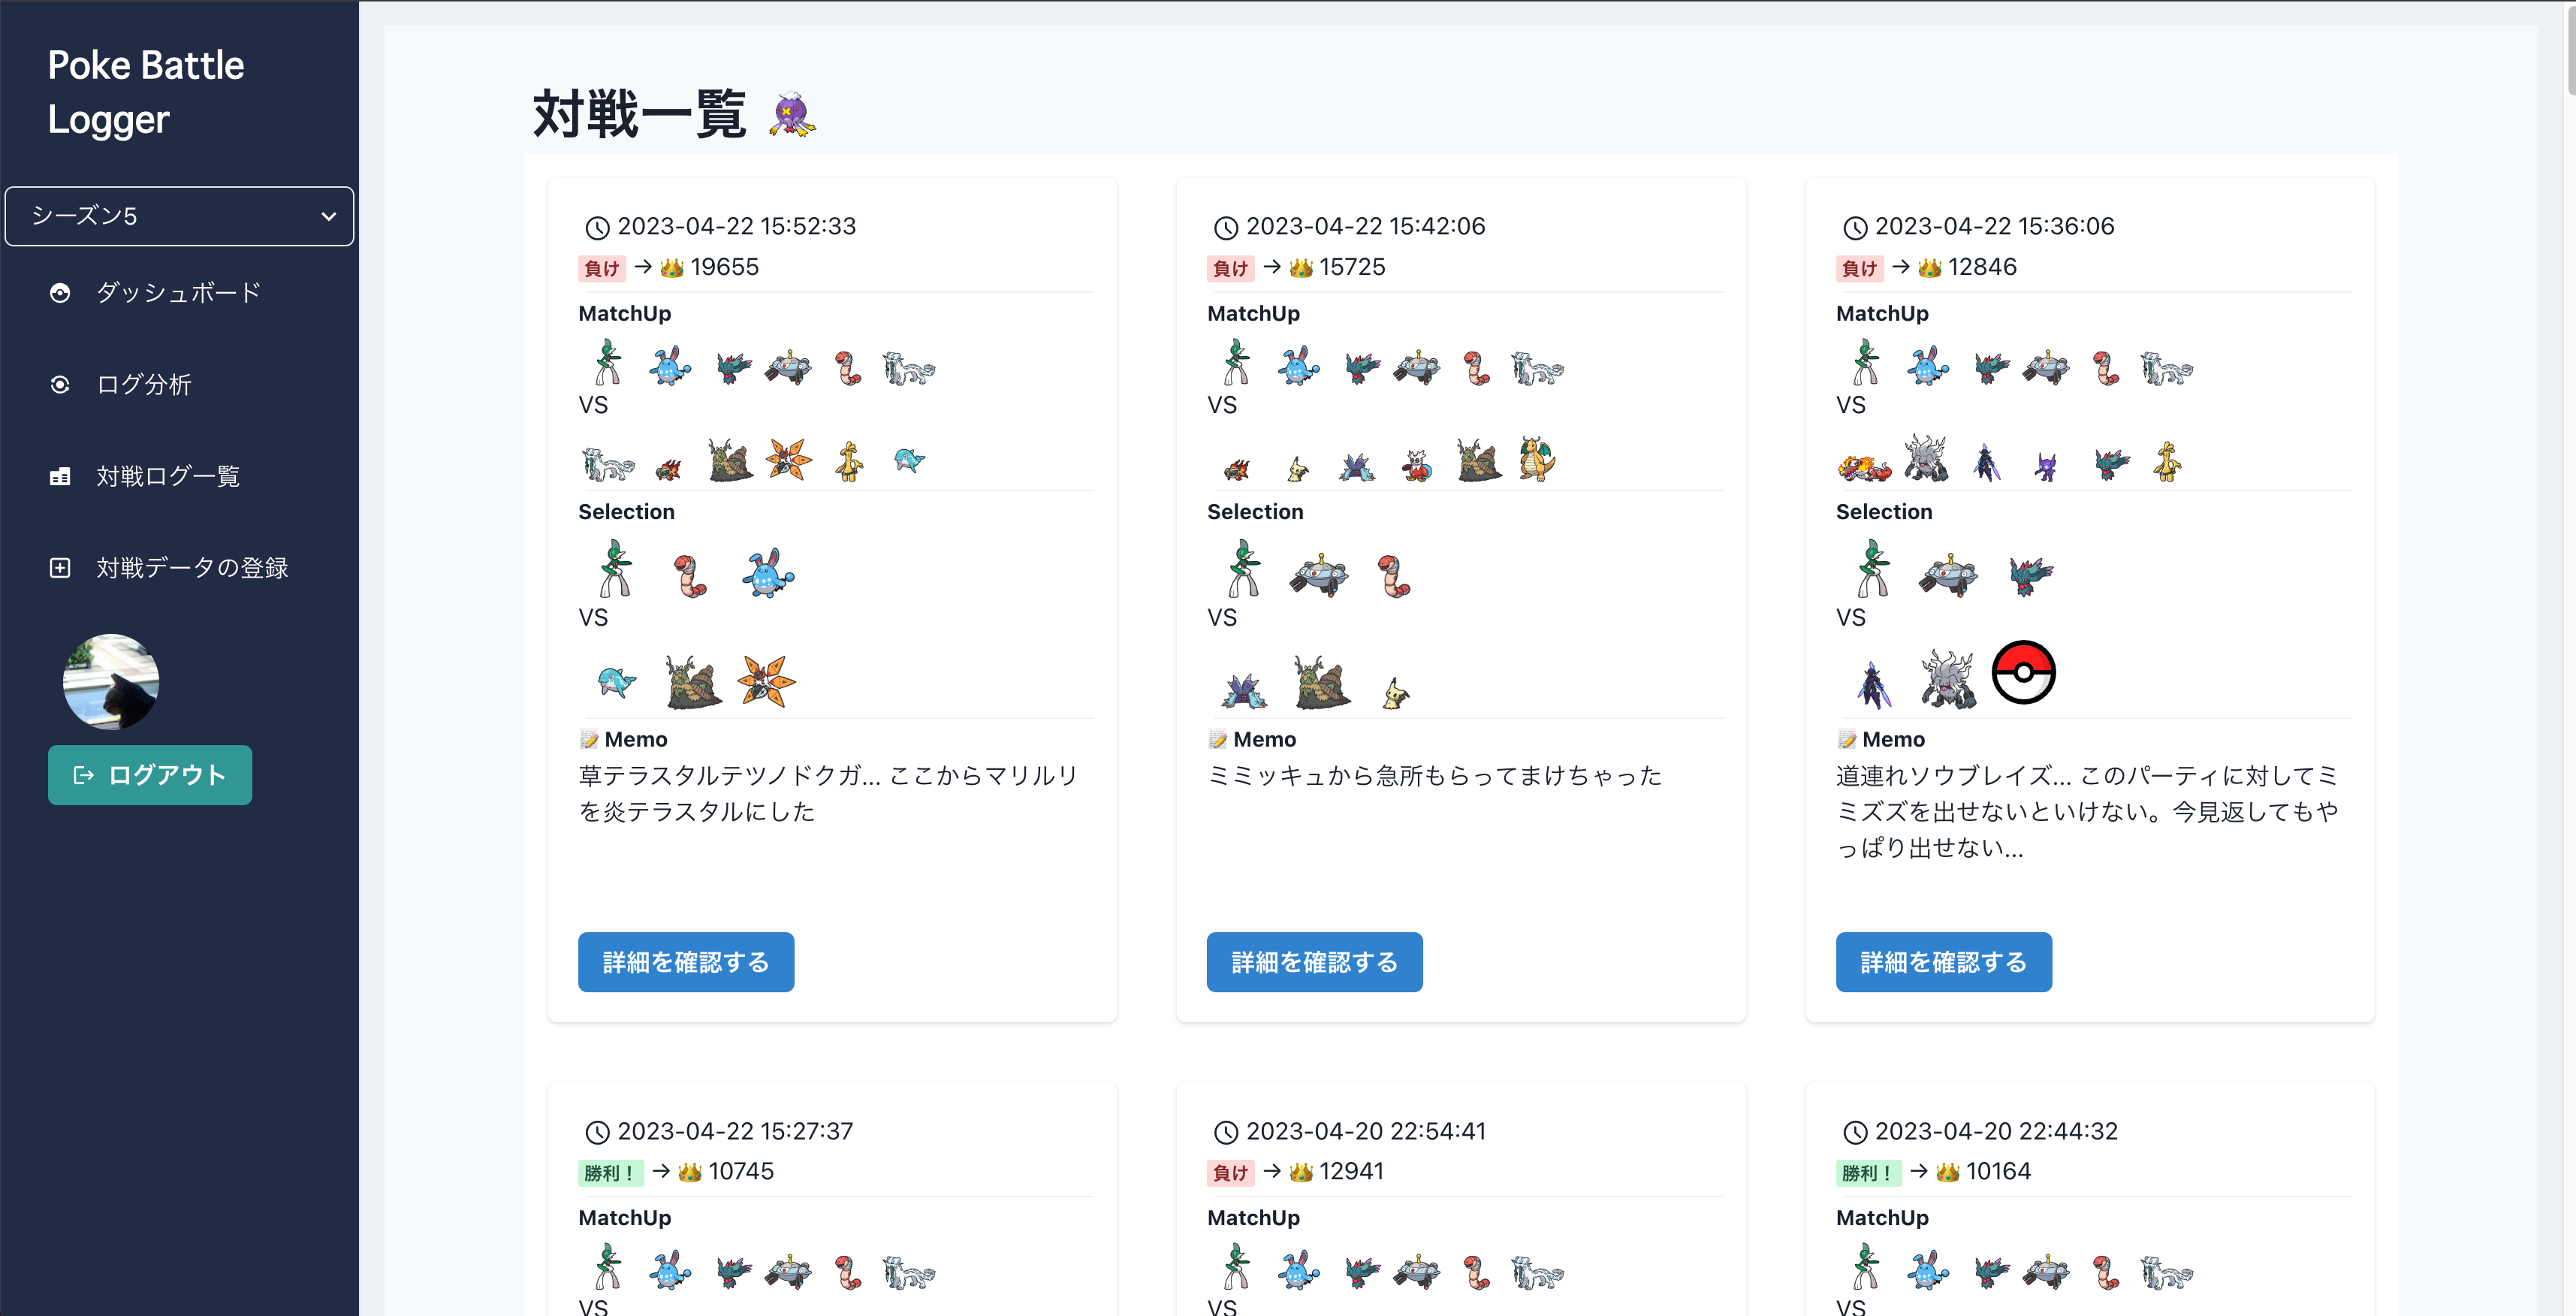 Poke Battle
Logger
シーズン5
ダッシュボード
ログ分析
対戦ログ一覧
対戦データの登録
ログアウト
対戦一覧
2023-04-22 15:52:33
負け → 19655
MatchUp
VS
Selection
VS
Memo
草テラスタルテツノドクガ... ここからマリルリ
を炎テラスタルにした
詳細を確認する
2023-04-22 15:42:06
負け → 15725
MatchUp
VS
Selection
VS
Memo
ミミッキュから急所もらってまけちゃった
詳細を確認する
2023-04-22 15:36:06
負け → 12846
MatchUp
VS
Selection
VS
Memo
道連れソウブレイズ... このパーティに対してミ
ミズズを出せないといけない。今見返してもや
っぱり出せない...
詳細を確認する
2023-04-22 15:27:37
勝利！ → 10745
MatchUp
VS
2023-04-20 22:54:41
負け → 12941
MatchUp
VS
2023-04-20 22:44:32
勝利！ → 10164
MatchUp
VS